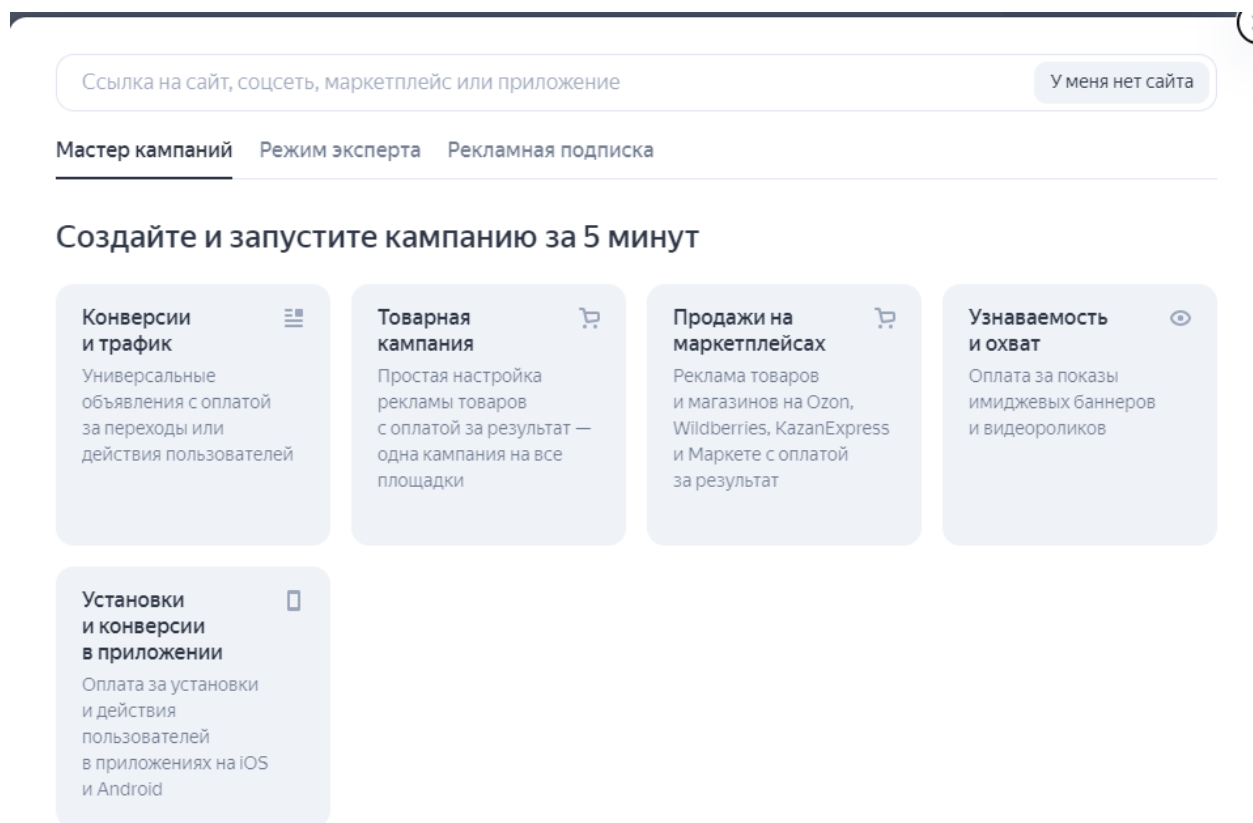 Ссылка на сайт, соцсеть, маркетплейс или приложение
У меня нет сайта
Мастер кампаний
Режим эксперта
Рекламная подписка
Создайте и запустите кампанию за 5 минут
Конверсии
и трафик
Универсальные
объявления с оплатой
за переходы или
действия пользователей
Товарная
кампания
Простая настройка
рекламы товаров
с оплатой за результат —
одна кампания на все
площадки
Продажи на
маркетплейсах
Реклама товаров
и магазинов на Ozon,
Wildberries, KazanExpress
и Маркете с оплатой
за результат
Узнаваемость
и охват
Оплата за показы
имиджевых баннеров
и видеороликов
Установки
и конверсии
в приложении
Оплата за установки
и действия
пользователей
в приложениях на iOS
и Android